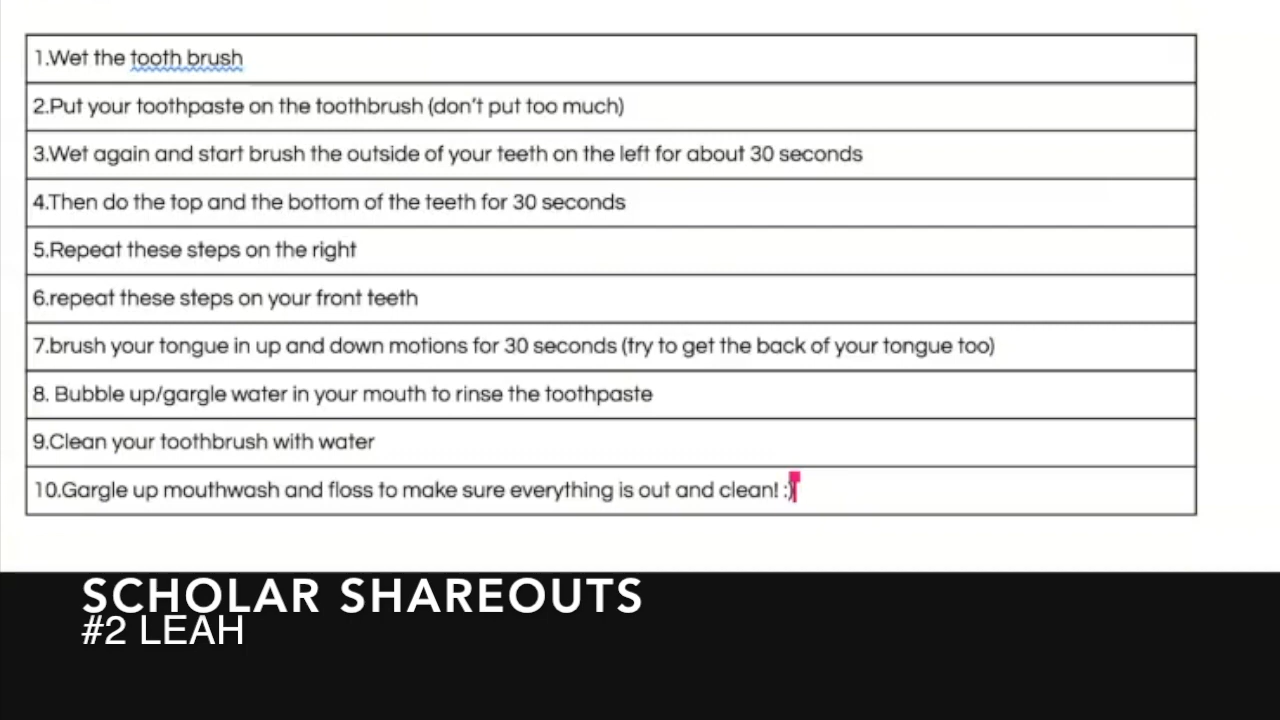 1.Wet the tooth brush
2.Put your toothpaste on the toothbrush (don't put too much)
3.Wet again and start brush the outside of your teeth on the left for about 30 seconds
4.Then do the top and the bottom of the teeth for 30 seconds
5.Repeat these steps on the right
6.repeat these steps on your front teeth
7.brush your tongue in up and down motions for 30 seconds (try to get the back of your tongue too)
8. Bubble up/gargle water in your mouth to rinse the toothpaste
9.Clean your toothbrush with water
10.Gargle up mouthwash and floss to make sure everything is out and clean! :)
SCHOLAR SHAREOUTS
#2 LEAH